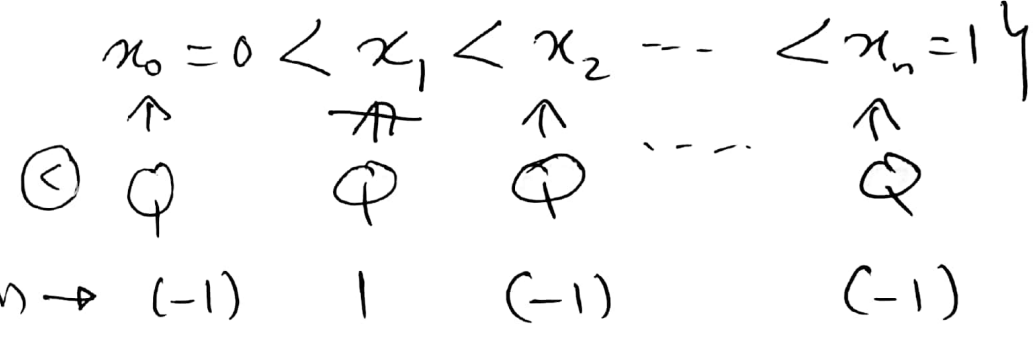 x₀ = 0 < x₁ < x₂ --- < xₙ = 1 }
↑ ↑ ↑ ---- ↑
< Q Q Q Q
n → (-1) 1 (-1) (-1)